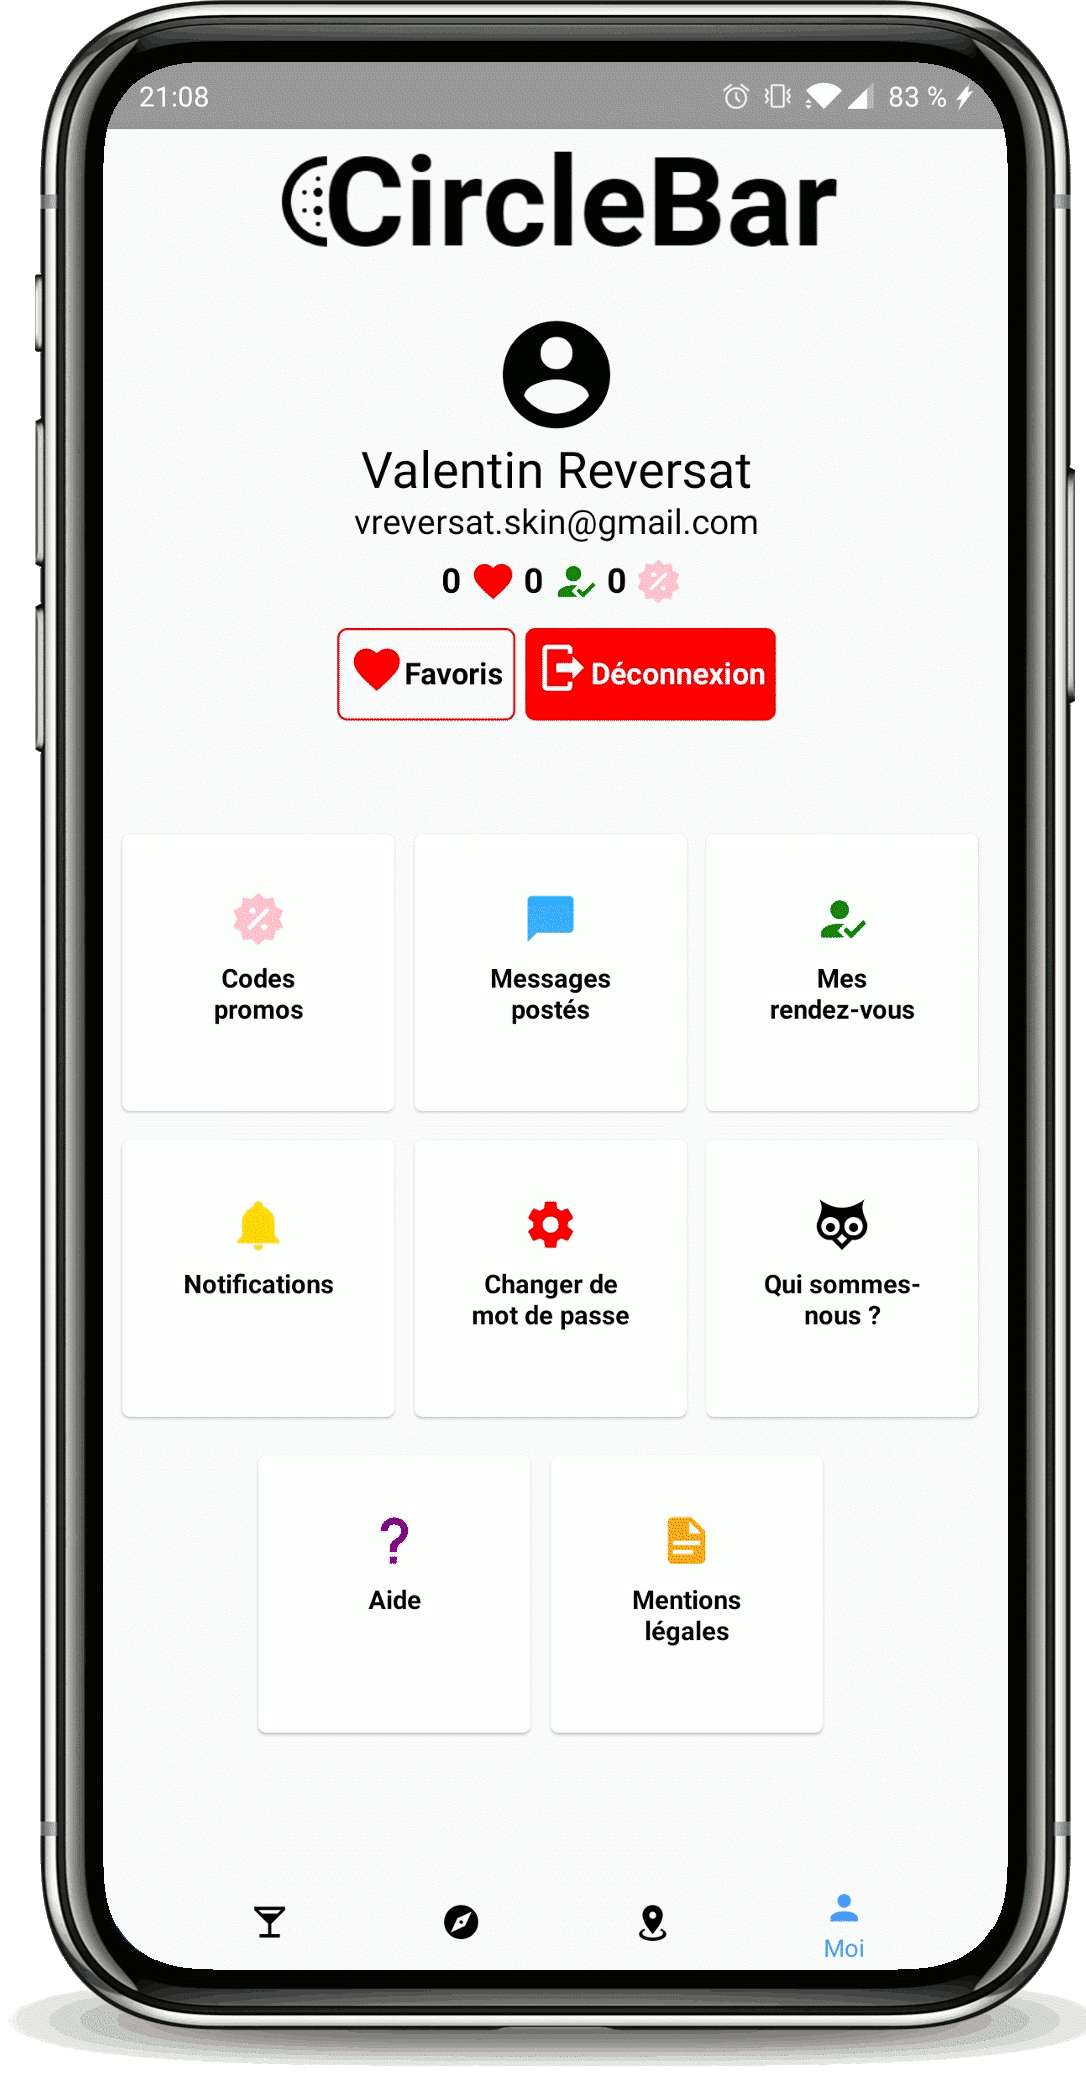 21:08 83 %
CircleBar
Valentin Reversat
vreversat.skin@gmail.com
0 0 0
Favoris Déconnexion
Codes
promos
Messages
postés
Mes
rendez-vous
Notifications
Changer de
mot de passe
Qui sommes-
nous ?
Aide
Mentions
légales
Moi